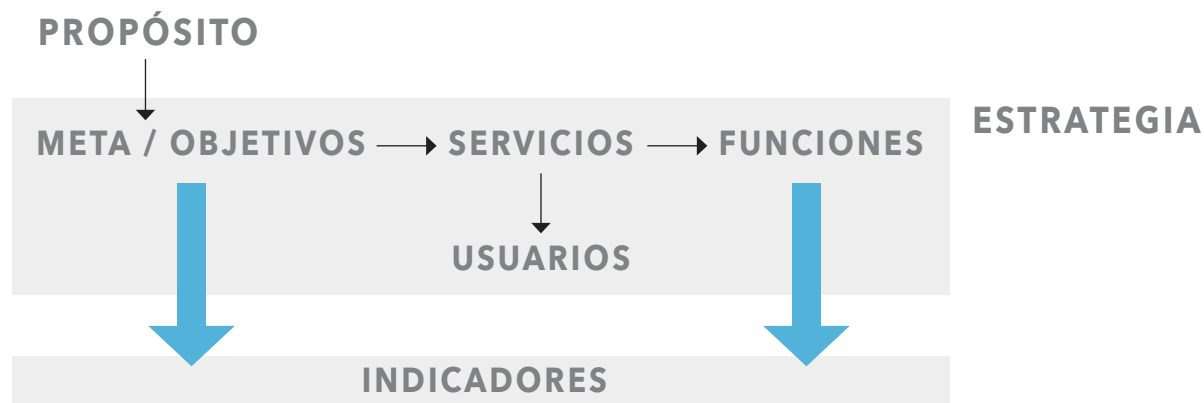 PROPÓSITO
ESTRATEGIA
META / OBJETIVOS
SERVICIOS
FUNCIONES
USUARIOS
INDICADORES